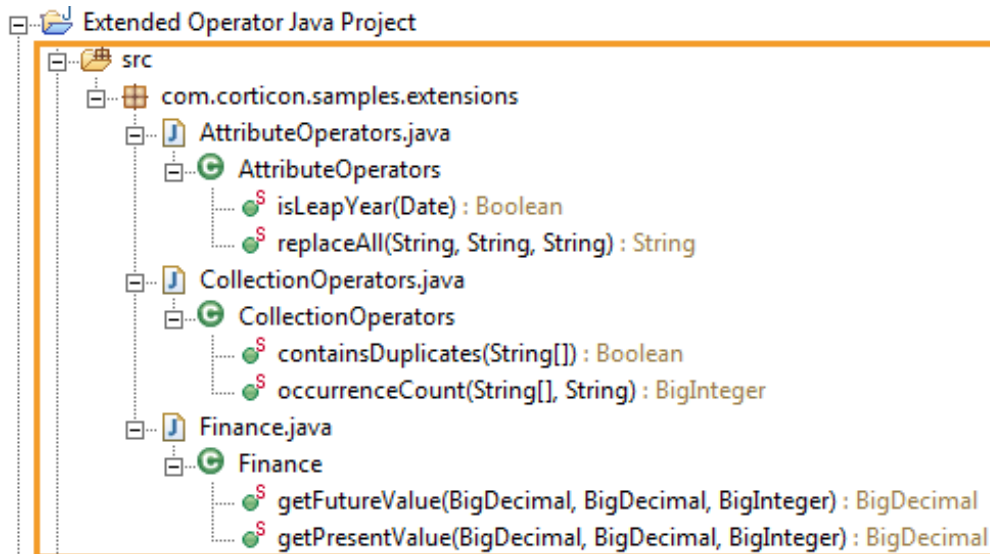 Extended Operator Java Project
src
com.corticon.samples.extensions
AttributeOperators.java
AttributeOperators
isLeapYear(Date) : Boolean
replaceAll(String, String, String) : String
CollectionOperators.java
CollectionOperators
containsDuplicates(String[]) : Boolean
occurrenceCount(String[], String) : BigInteger
Finance.java
Finance
getFutureValue(BigDecimal, BigDecimal, BigInteger) : BigDecimal
getPresentValue(BigDecimal, BigDecimal, BigInteger) : BigDecimal